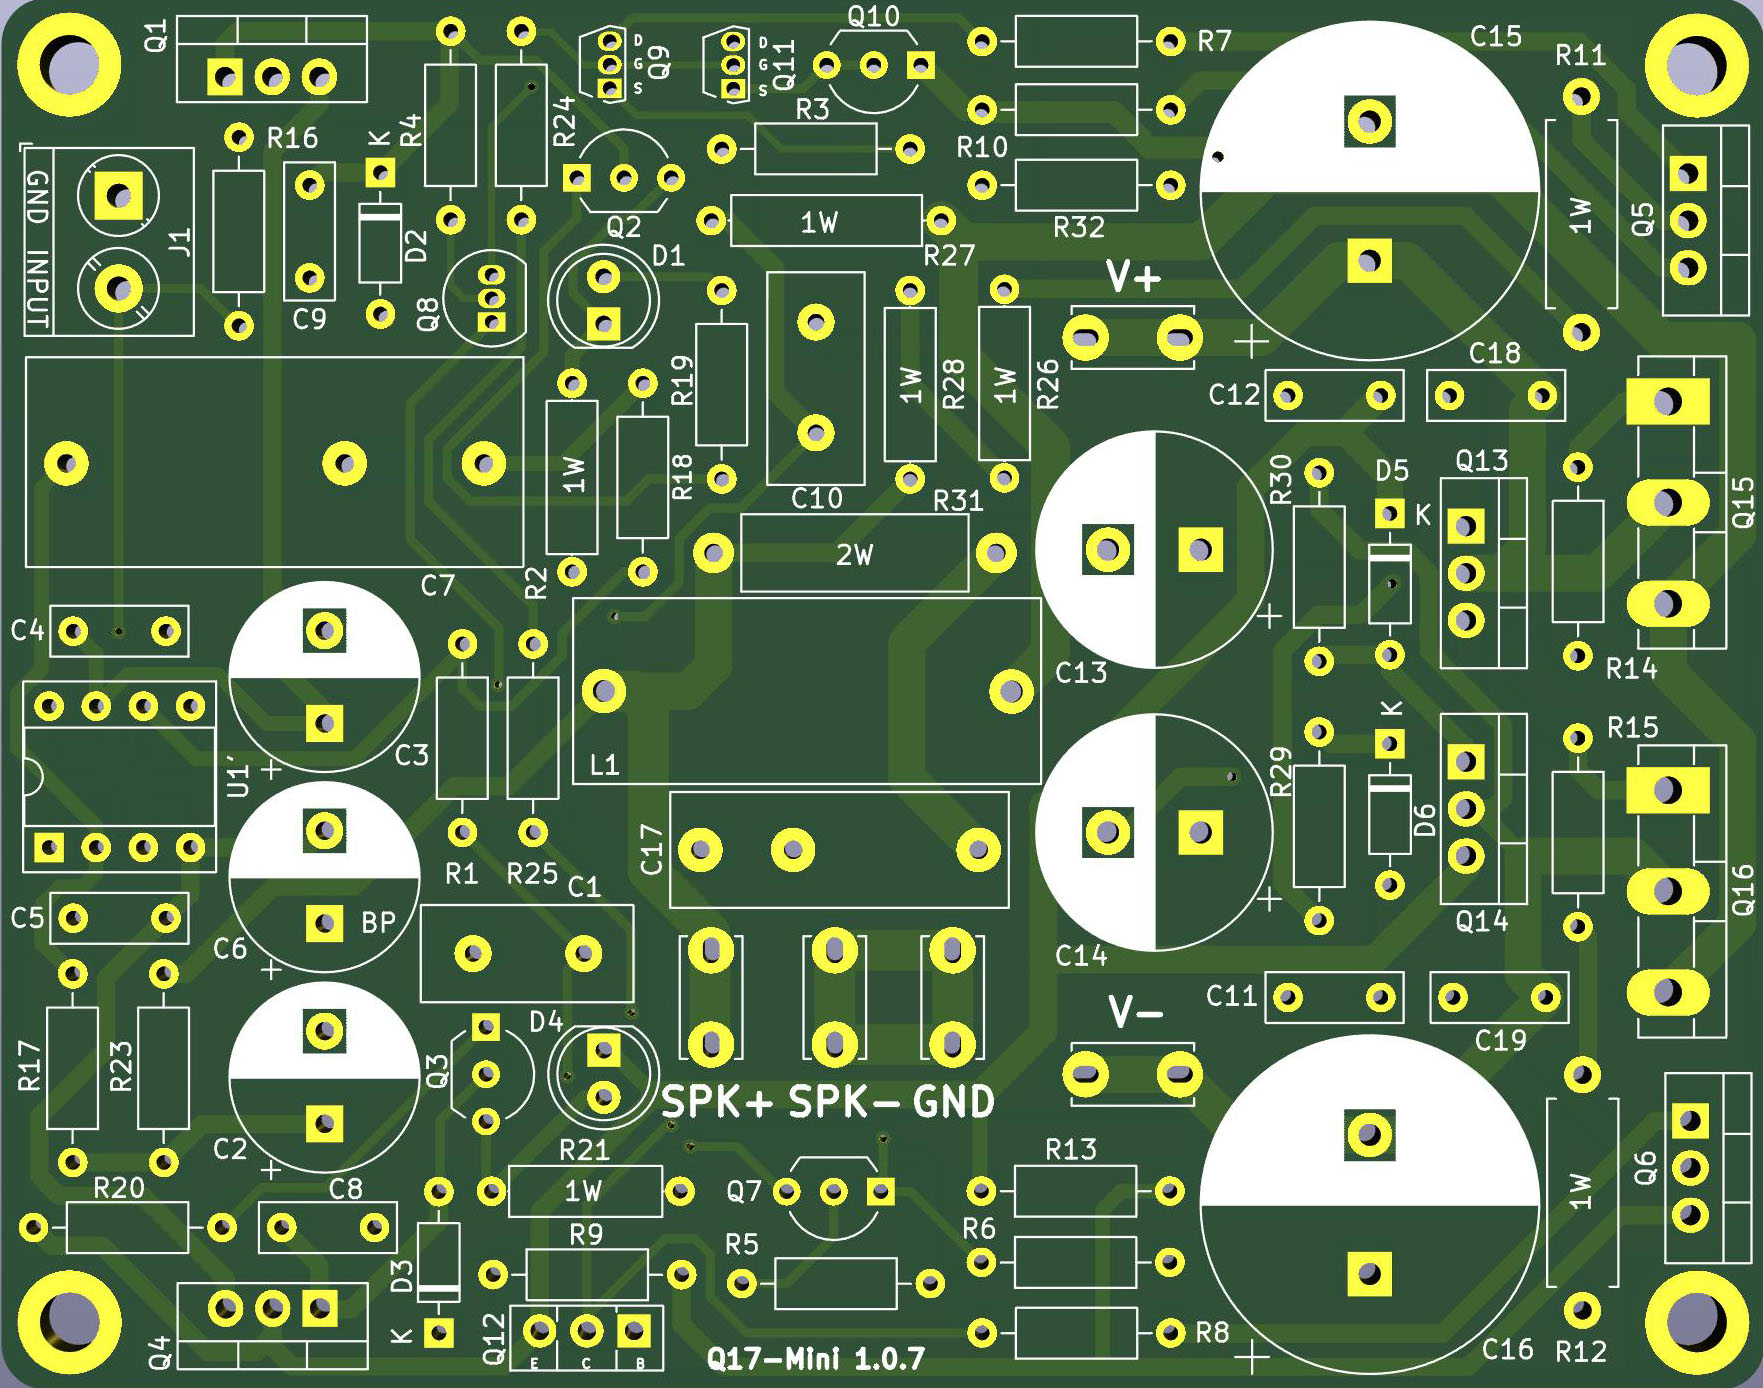 Q1
Q9
D
G
S
Q11
D
G
S
Q10
R7
C15
R11
R4
R24
R3
R10
R16
K
GND INPUT
J1
C9
D2
Q8
Q2
D1
1W
R27
R32
1W
Q5
V+
C18
C12
R19
1W
R28
1W
R26
1W
R18
R2
C10
R31
2W
R30
D5
K
Q13
Q15
C7
C4
C13
R14
C3
U1'
L1
K
R29
D6
R15
Q14
Q16
C17
R1
R25
C1
C5
C6
BP
C14
C11
C19
V-
R17
R23
C2
Q3
D4
SPK+ SPK- GND
R21
1W
R13
Q7
R6
1W
Q6
R20
C8
R9
R5
D3
K
Q4
Q12
E
C
B
R8
C16
R12
Q17-Mini 1.0.7